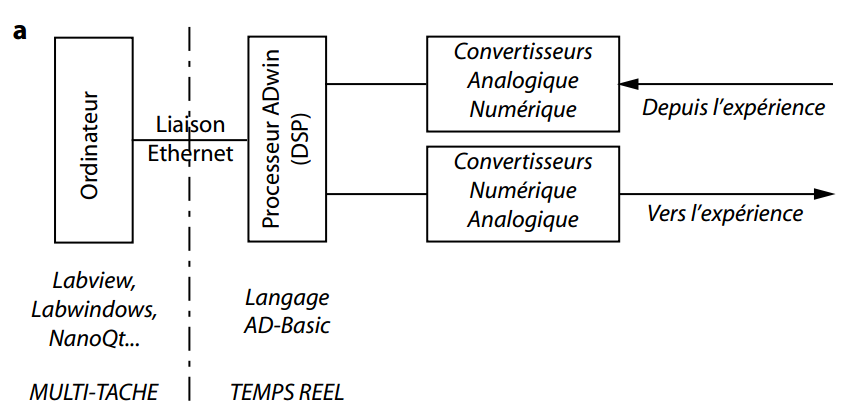 a
Ordinateur
Liaison
Ethernet
Processeur ADwin
(DSP)
Convertisseurs
Analogique
Numérique
Depuis l'expérience
Convertisseurs
Numérique
Analogique
Vers l'expérience
Labview,
Labwindows,
NanoQt...
Langage
AD-Basic
MULTI-TACHE
TEMPS REEL